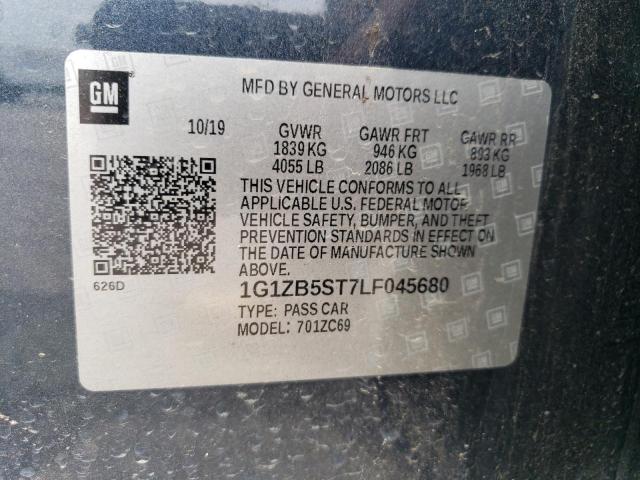 GM
MFD BY GENERAL MOTORS LLC
10/19 GVWR GAWR FRT GAWR RR
1839 KG 946 KG 893 KG
4055 LB 2086 LB 1968 LB
THIS VEHICLE CONFORMS TO ALL
APPLICABLE U.S. FEDERAL MOTOR
VEHICLE SAFETY, BUMPER, AND THEFT
PREVENTION STANDARDS IN EFFECT ON
THE DATE OF MANUFACTURE SHOWN
ABOVE.
626D
1G1ZB5ST7LF045680
TYPE: PASS CAR
MODEL: 701ZC69